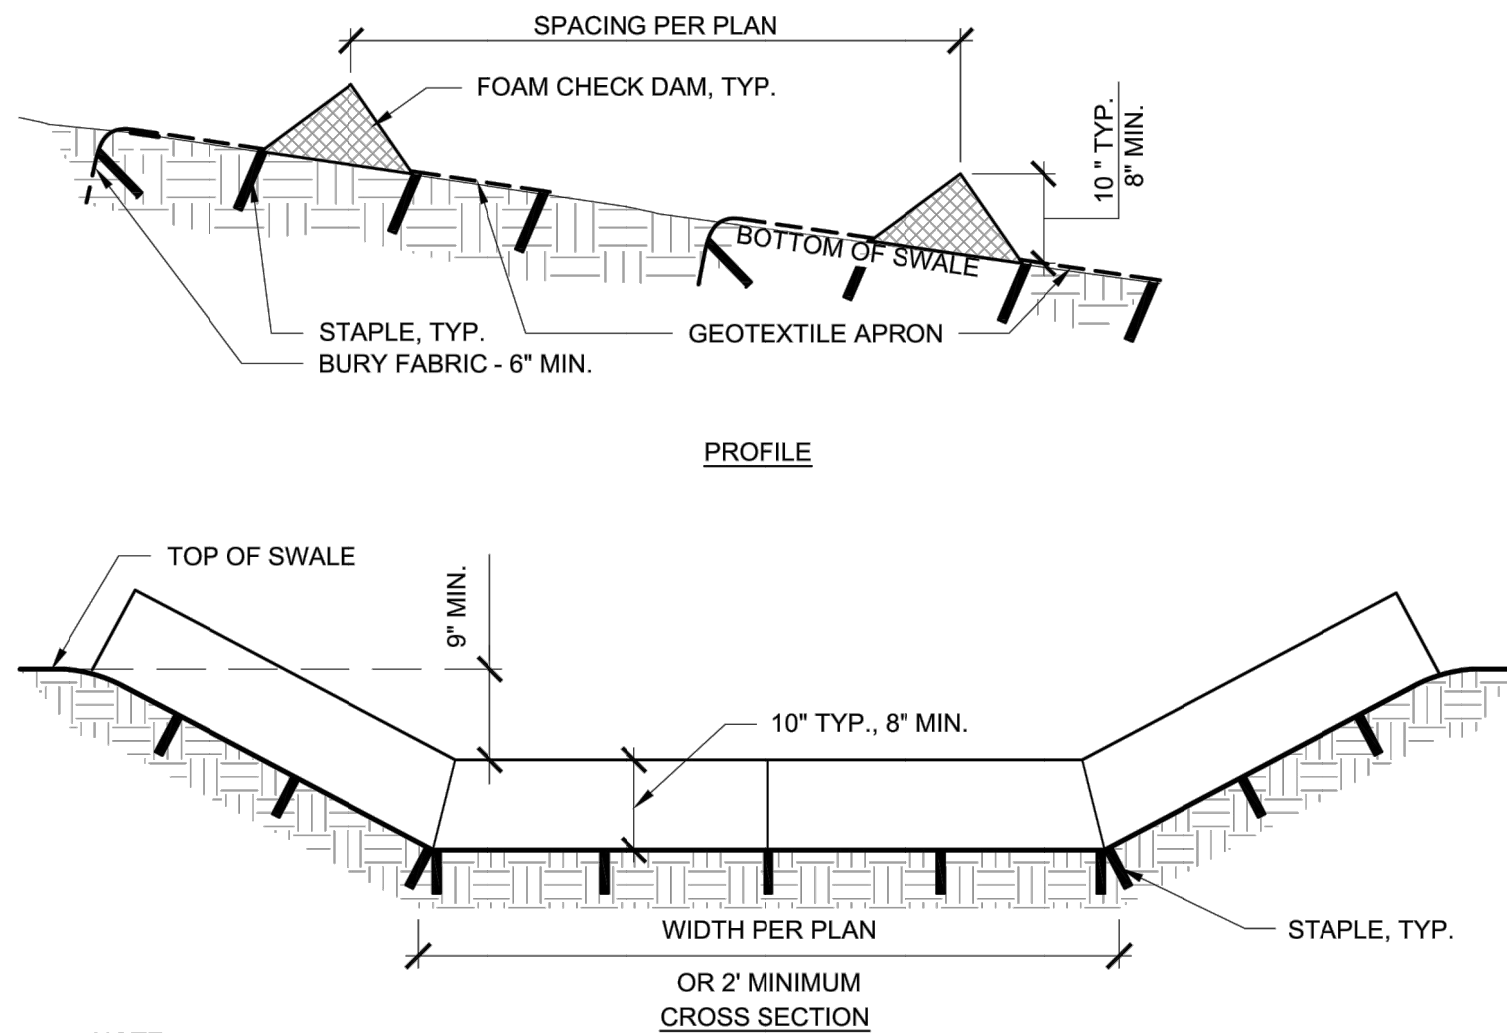 SPACING PER PLAN
FOAM CHECK DAM, TYP.
10" TYP.
8" MIN.
BOTTOM OF SWALE
STAPLE, TYP.
GEOTEXTILE APRON
BURY FABRIC - 6" MIN.
PROFILE
TOP OF SWALE
9" MIN.
10" TYP., 8" MIN.
WIDTH PER PLAN
STAPLE, TYP.
OR 2' MINIMUM
CROSS SECTION